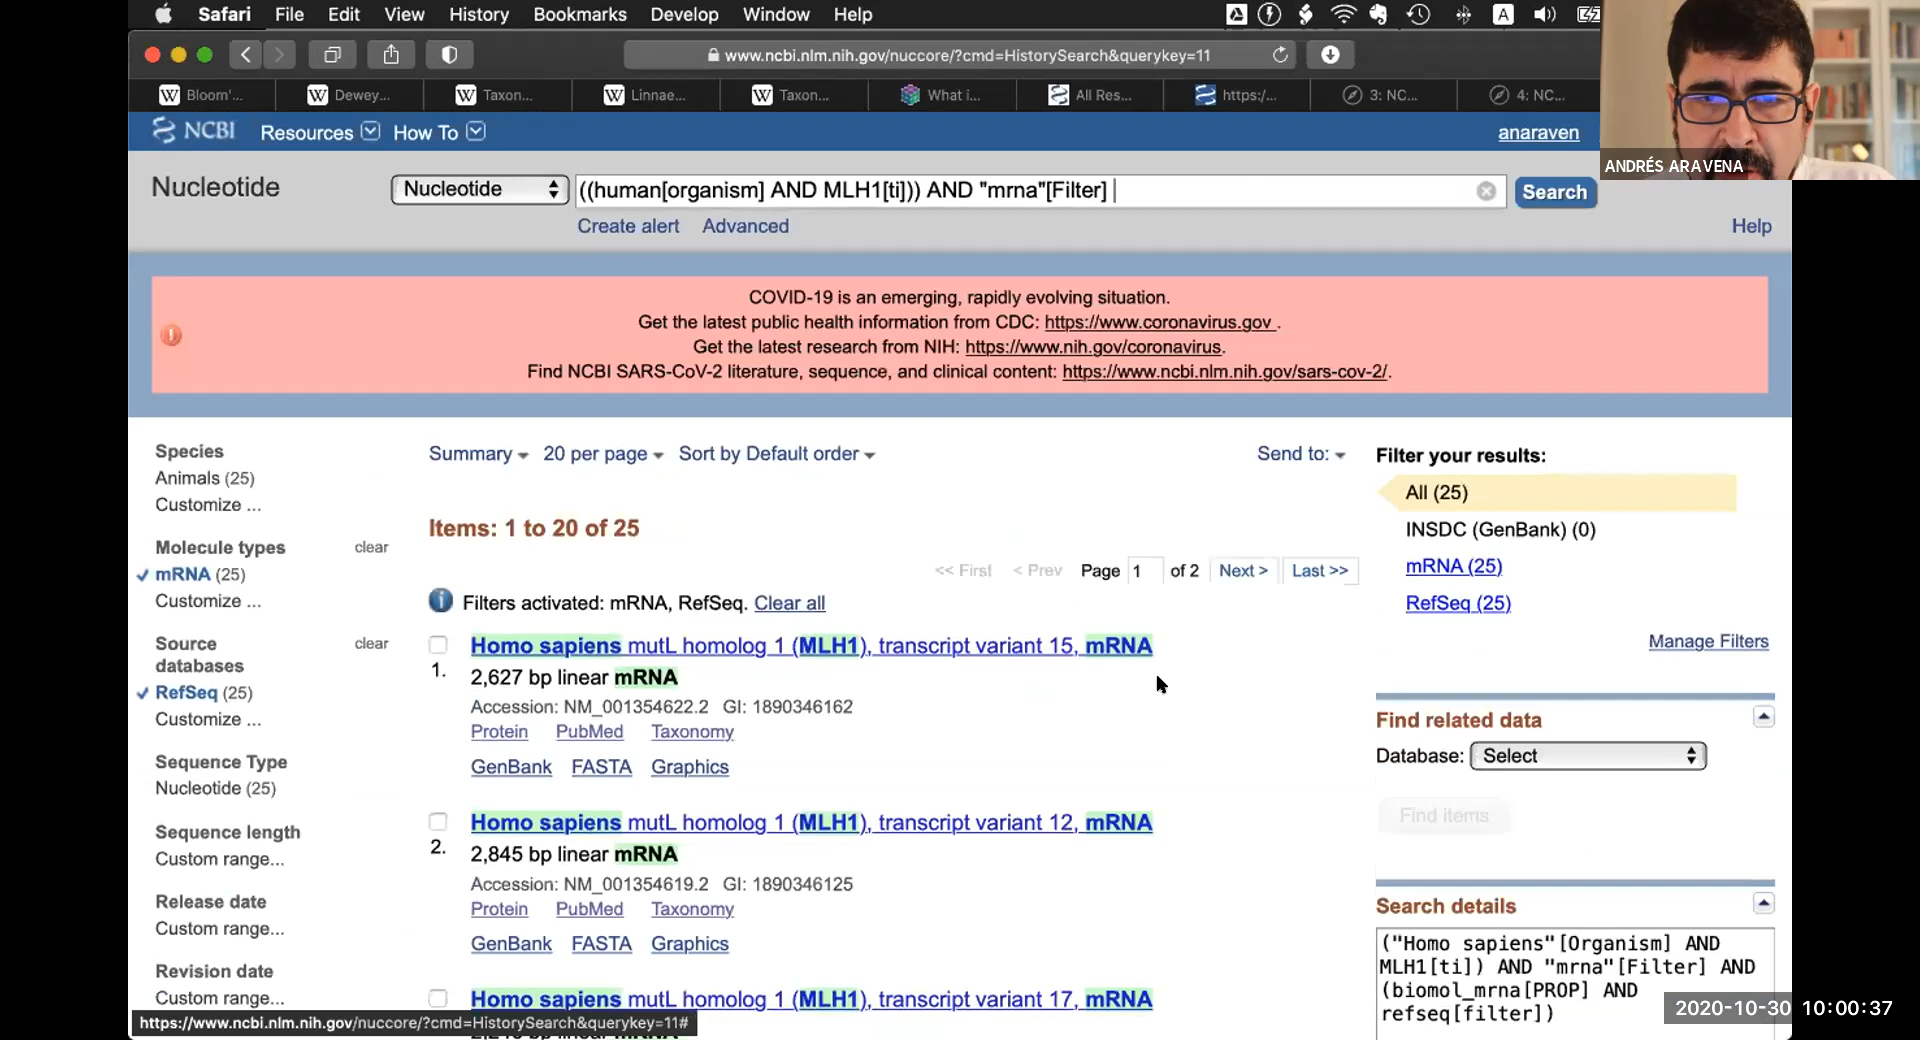 Safari File Edit View History Bookmarks Develop Window Help
www.ncbi.nlm.nih.gov/nuccore/?cmd=HistorySearch&querykey=11
Bloom'... Dewey... Taxon... Linnae... Taxon... What i... All Res... https:/... 3: NC... 4: NC...
NCBI Resources How To anaraven
ANDRÉS ARAVENA
Nucleotide Nucleotide ((human[organism] AND MLH1[ti])) AND "mrna"[Filter] Search
Create alert Advanced Help
COVID-19 is an emerging, rapidly evolving situation.
Get the latest public health information from CDC: https://www.coronavirus.gov .
Get the latest research from NIH: https://www.nih.gov/coronavirus.
Find NCBI SARS-CoV-2 literature, sequence, and clinical content: https://www.ncbi.nlm.nih.gov/sars-cov-2/.
Species
Animals (25)
Customize ...
Molecule types clear
mRNA (25)
Customize ...
Source databases clear
RefSeq (25)
Customize ...
Sequence Type
Nucleotide (25)
Sequence length
Custom range...
Release date
Custom range...
Revision date
Custom range...
https://www.ncbi.nlm.nih.gov/nuccore/?cmd=HistorySearch&querykey=11#
Summary 20 per page Sort by Default order Send to:
Items: 1 to 20 of 25
<< First < Prev Page 1 of 2 Next > Last >>
Filters activated: mRNA, RefSeq. Clear all
Homo sapiens mutL homolog 1 (MLH1), transcript variant 15, mRNA
1. 2,627 bp linear mRNA
Accession: NM_001354622.2 GI: 1890346162
Protein PubMed Taxonomy
GenBank FASTA Graphics
Homo sapiens mutL homolog 1 (MLH1), transcript variant 12, mRNA
2. 2,845 bp linear mRNA
Accession: NM_001354619.2 GI: 1890346125
Protein PubMed Taxonomy
GenBank FASTA Graphics
Homo sapiens mutL homolog 1 (MLH1), transcript variant 17, mRNA
Filter your results:
All (25)
INSDC (GenBank) (0)
mRNA (25)
RefSeq (25)
Manage Filters
Find related data
Database: Select
Find items
Search details
("Homo sapiens"[Organism] AND
MLH1[ti]) AND "mrna"[Filter] AND
(biomol_mrna[PROP] AND
refseq[filter])
2020-10-30 10:00:37